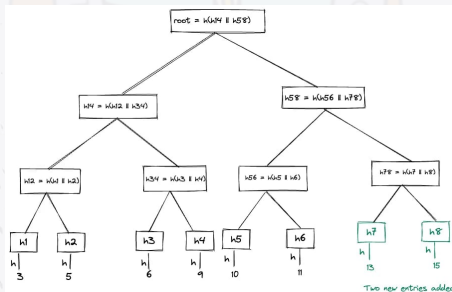 root = h(h14 || h58)
h14 = h(h12 || h34)
h58 = h(h56 || h78)
h12 = h(h1 || h2)
h34 = h(h3 || h4)
h56 = h(h5 || h6)
h78 = h(h7 || h8)
h1
h2
h3
h4
h5
h6
h7
h8
h
h
h
h
h
h
h
h
3
5
6
9
10
11
13
15
Two new entries added